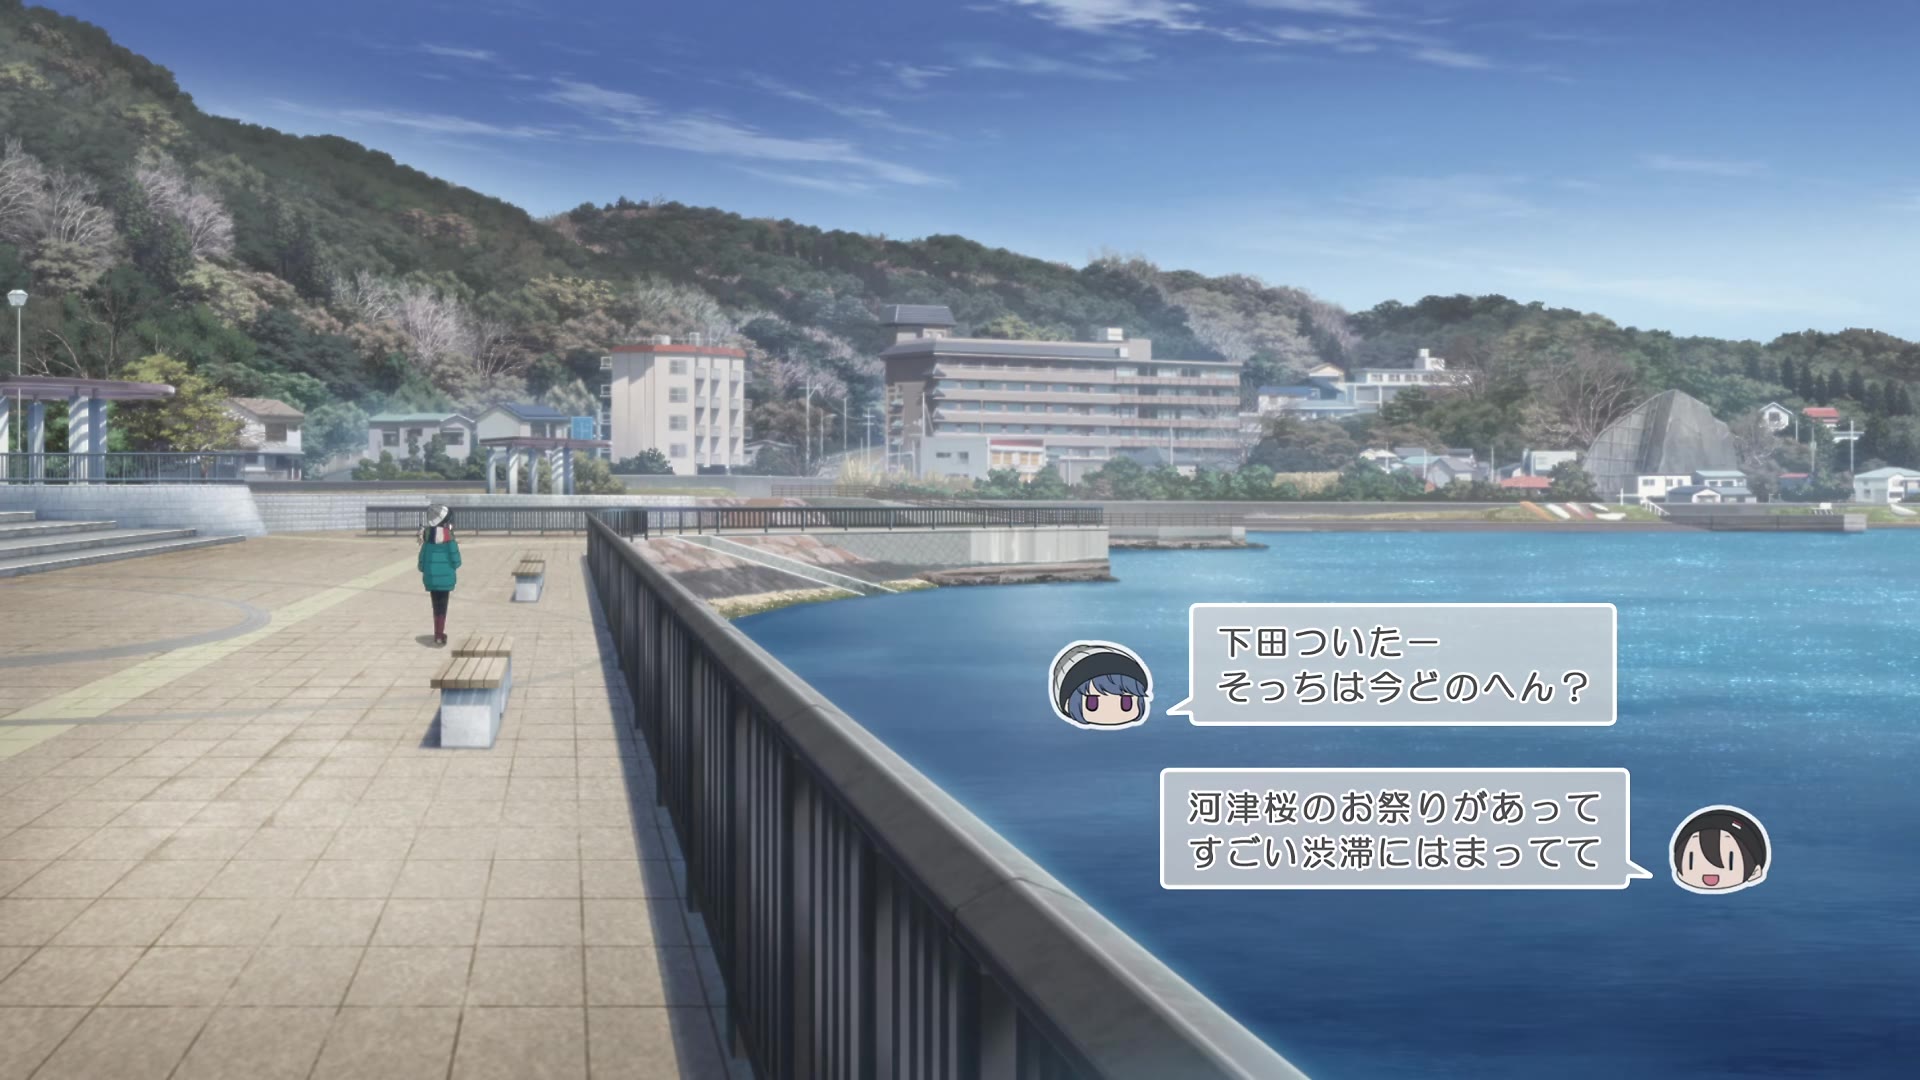 下田ついたー
そっちは今どのへん？
河津桜のお祭りがあって
すごい渋滞にはまってて